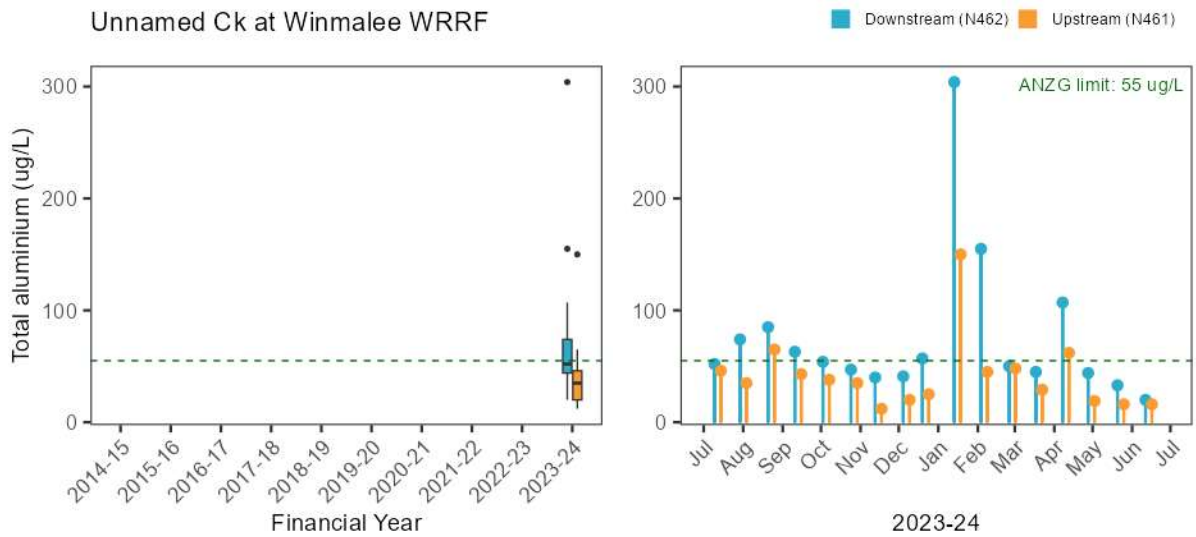 Unnamed Ck at Winmalee WRRF
Downstream (N462) Upstream (N461)
Total aluminium (ug/L)
300
200
100
0
2014-15
2015-16
2016-17
2017-18
2018-19
2019-20
2020-21
2021-22
2022-23
2023-24
Financial Year
ANZG limit: 55 ug/L
300
200
100
0
Jul
Aug
Sep
Oct
Nov
Dec
Jan
Feb
Mar
Apr
May
Jun
Jul
2023-24